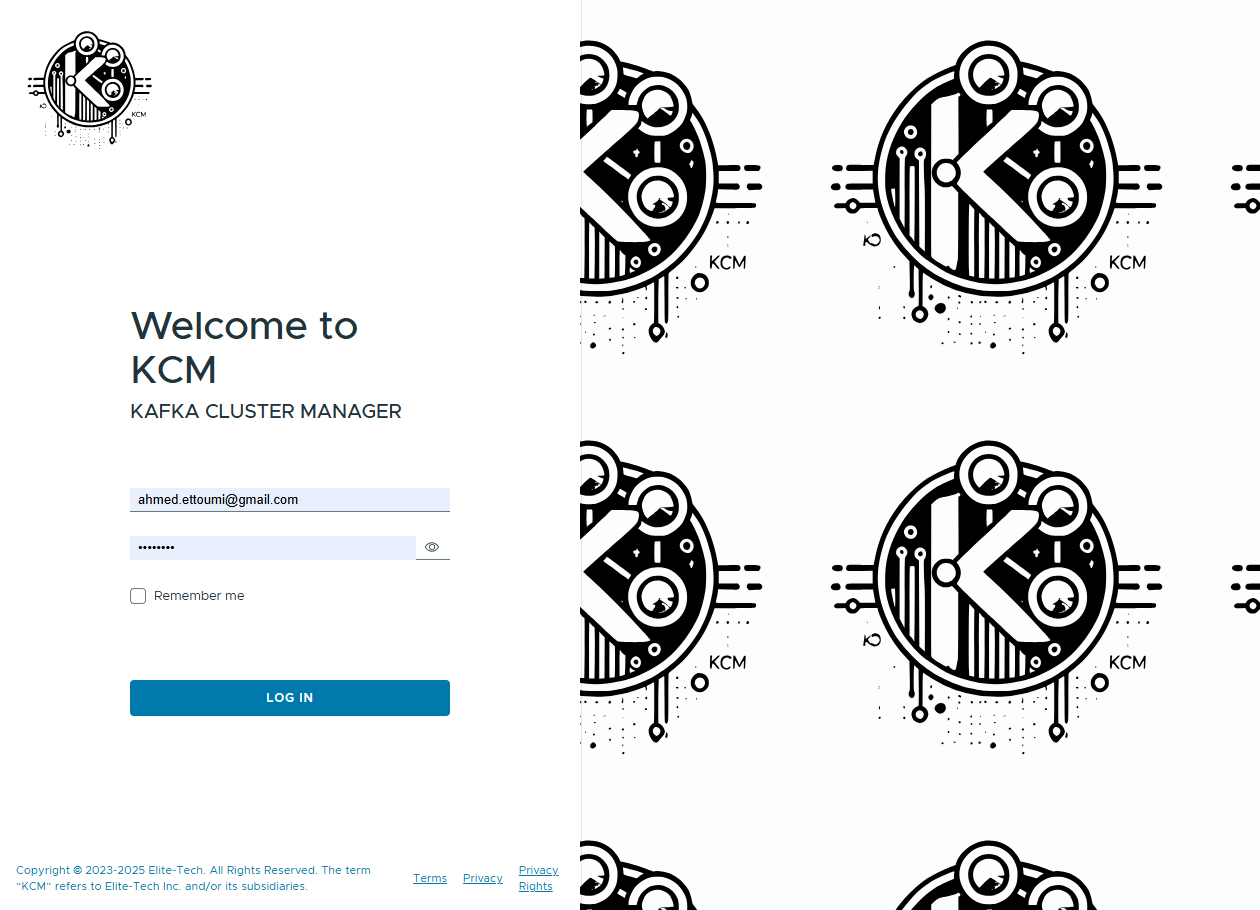 KCM
Welcome to
KCM
KAFKA CLUSTER MANAGER
ahmed.ettoumi@gmail.com
••••••••
Remember me
LOG IN
Copyright © 2023-2025 Elite-Tech. All Rights Reserved. The term
"KCM" refers to Elite-Tech Inc. and/or its subsidiaries.
Terms
Privacy
Privacy
Rights
KCM
KCM
KCM
KCM